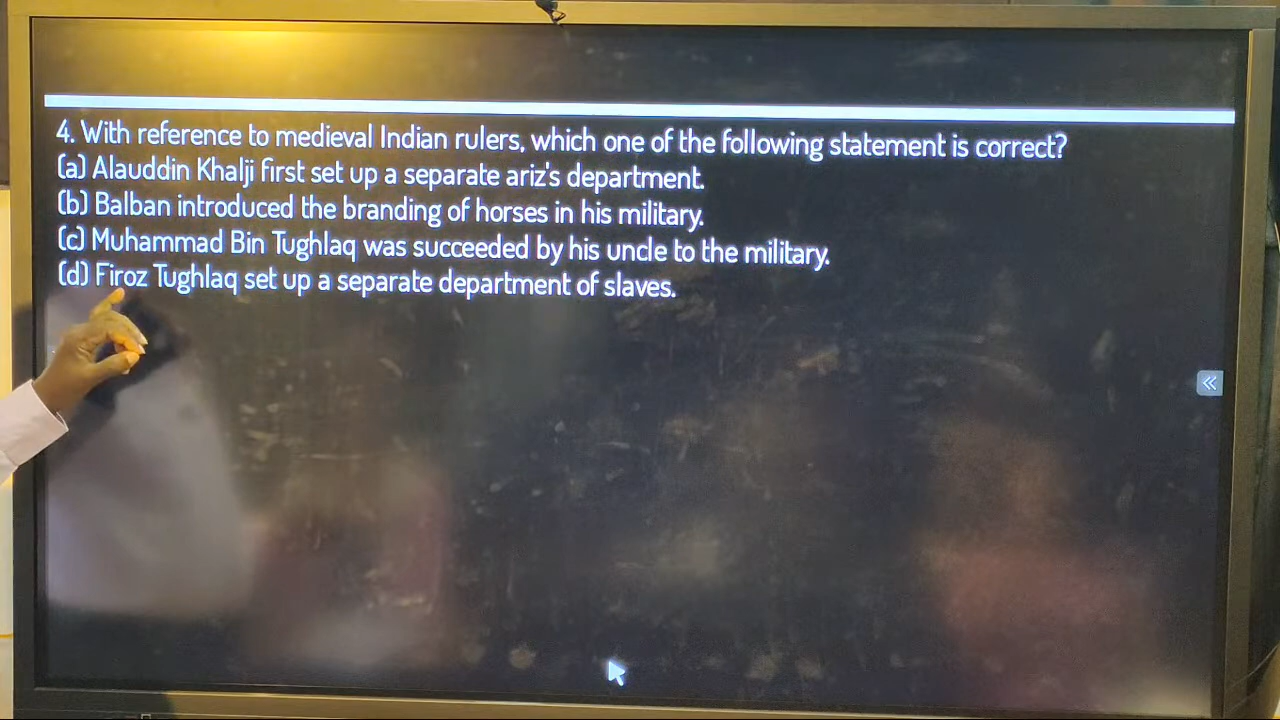 4. With reference to medieval Indian rulers, which one of the following statement is correct?
(a) Alauddin Khalji first set up a separate ariz's department.
(b) Balban introduced the branding of horses in his military.
(c) Muhammad Bin Tughlaq was succeeded by his uncle to the military.
(d) Firoz Tughlaq set up a separate department of slaves.